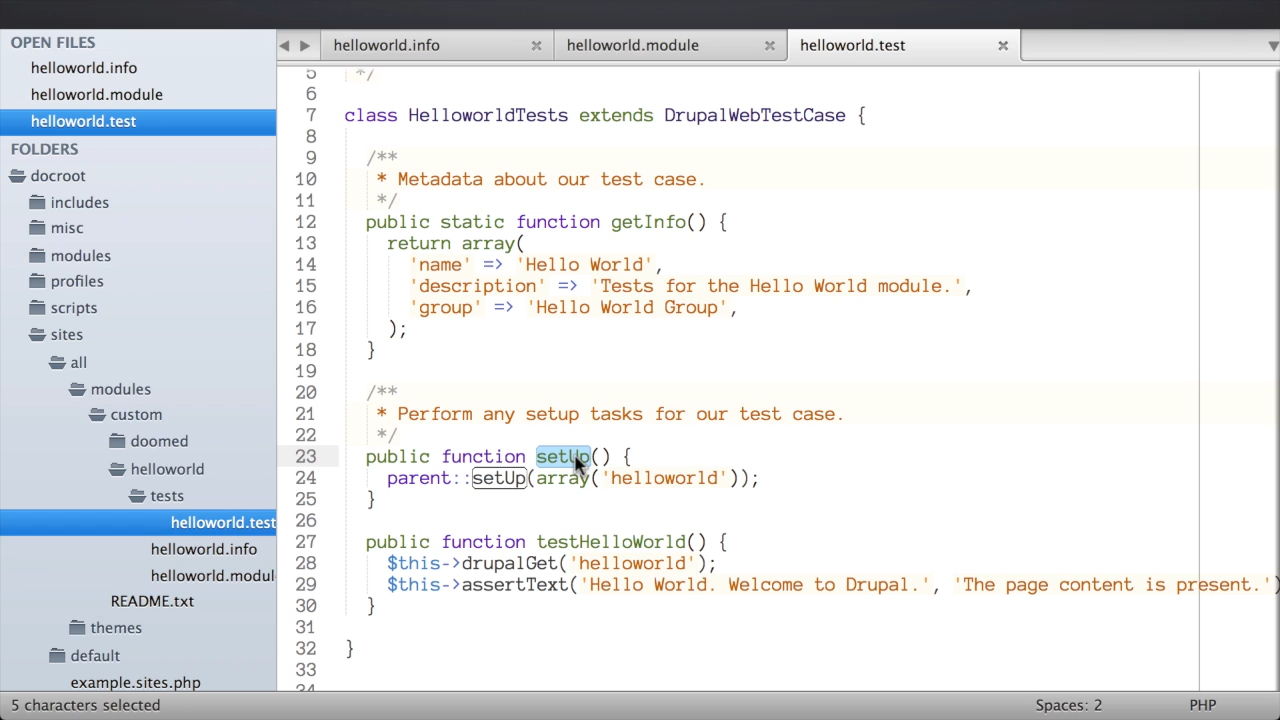 OPEN FILES
helloworld.info
helloworld.module
helloworld.test
FOLDERS
docroot
includes
misc
modules
profiles
scripts
sites
all
modules
custom
doomed
helloworld
tests
helloworld.test
helloworld.info
helloworld.modul
README.txt
themes
default
example.sites.php
helloworld.info × helloworld.module × helloworld.test ×
5 */
6
7 class HelloworldTests extends DrupalWebTestCase {
8
9 /**
10 * Metadata about our test case.
11 */
12 public static function getInfo() {
13 return array(
14 'name' => 'Hello World',
15 'description' => 'Tests for the Hello World module.',
16 'group' => 'Hello World Group',
17 );
18 }
19
20 /**
21 * Perform any setup tasks for our test case.
22 */
23 public function setUp() {
24 parent::setUp(array('helloworld'));
25 }
26
27 public function testHelloWorld() {
28 $this->drupalGet('helloworld');
29 $this->assertText('Hello World. Welcome to Drupal.', 'The page content is present.')
30 }
31
32 }
33
34
5 characters selected
Spaces: 2
PHP